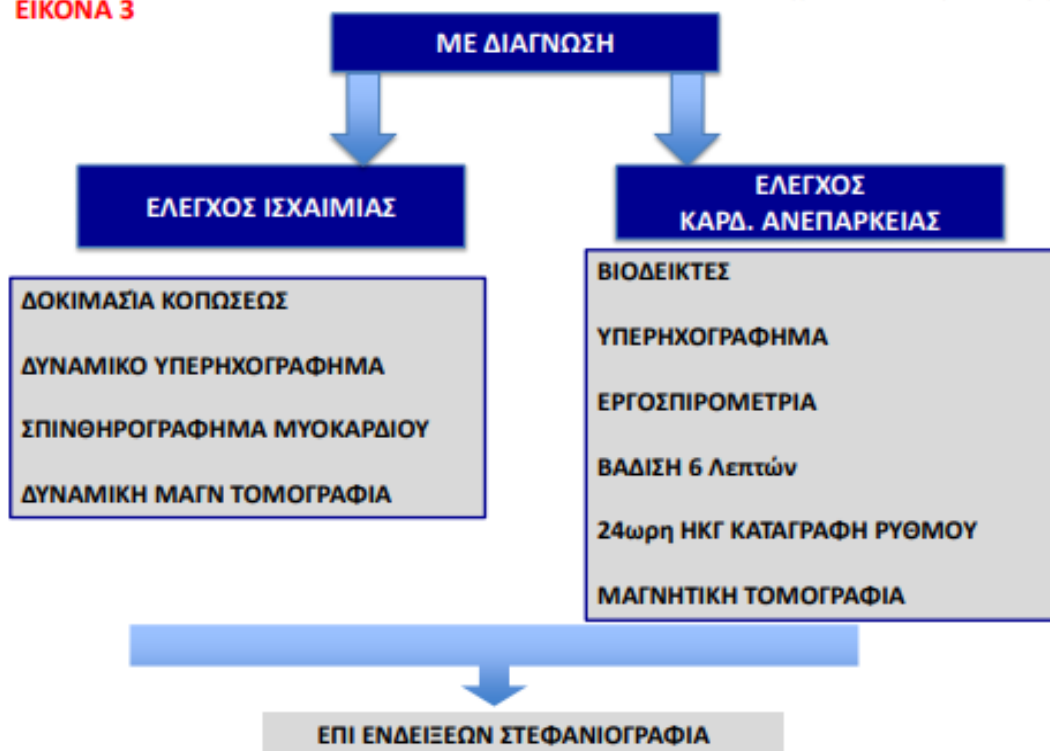 ΕΙΚΟΝΑ 3
ΜΕ ΔΙΑΓΝΩΣΗ
ΕΛΕΓΧΟΣ ΙΣΧΑΙΜΙΑΣ
ΔΟΚΙΜΑΣΊΑ ΚΟΠΩΣΕΩΣ
ΔΥΝΑΜΙΚΟ ΥΠΕΡΗΧΟΓΡΑΦΗΜΑ
ΣΠΙΝΘΗΡΟΓΡΑΦΗΜΑ ΜΥΟΚΑΡΔΙΟΥ
ΔΥΝΑΜΙΚΗ ΜΑΓΝ ΤΟΜΟΓΡΑΦΙΑ
ΕΛΕΓΧΟΣ
ΚΑΡΔ. ΑΝΕΠΑΡΚΕΙΑΣ
ΒΙΟΔΕΙΚΤΕΣ
ΥΠΕΡΗΧΟΓΡΑΦΗΜΑ
ΕΡΓΟΣΠΙΡΟΜΕΤΡΙΑ
ΒΑΔΙΣΗ 6 Λεπτών
24ωρη ΗΚΓ ΚΑΤΑΓΡΑΦΗ ΡΥΘΜΟΥ
ΜΑΓΝΗΤΙΚΗ ΤΟΜΟΓΡΑΦΙΑ
ΕΠΙ ΕΝΔΕΙΞΕΩΝ ΣΤΕΦΑΝΙΟΓΡΑΦΙΑ